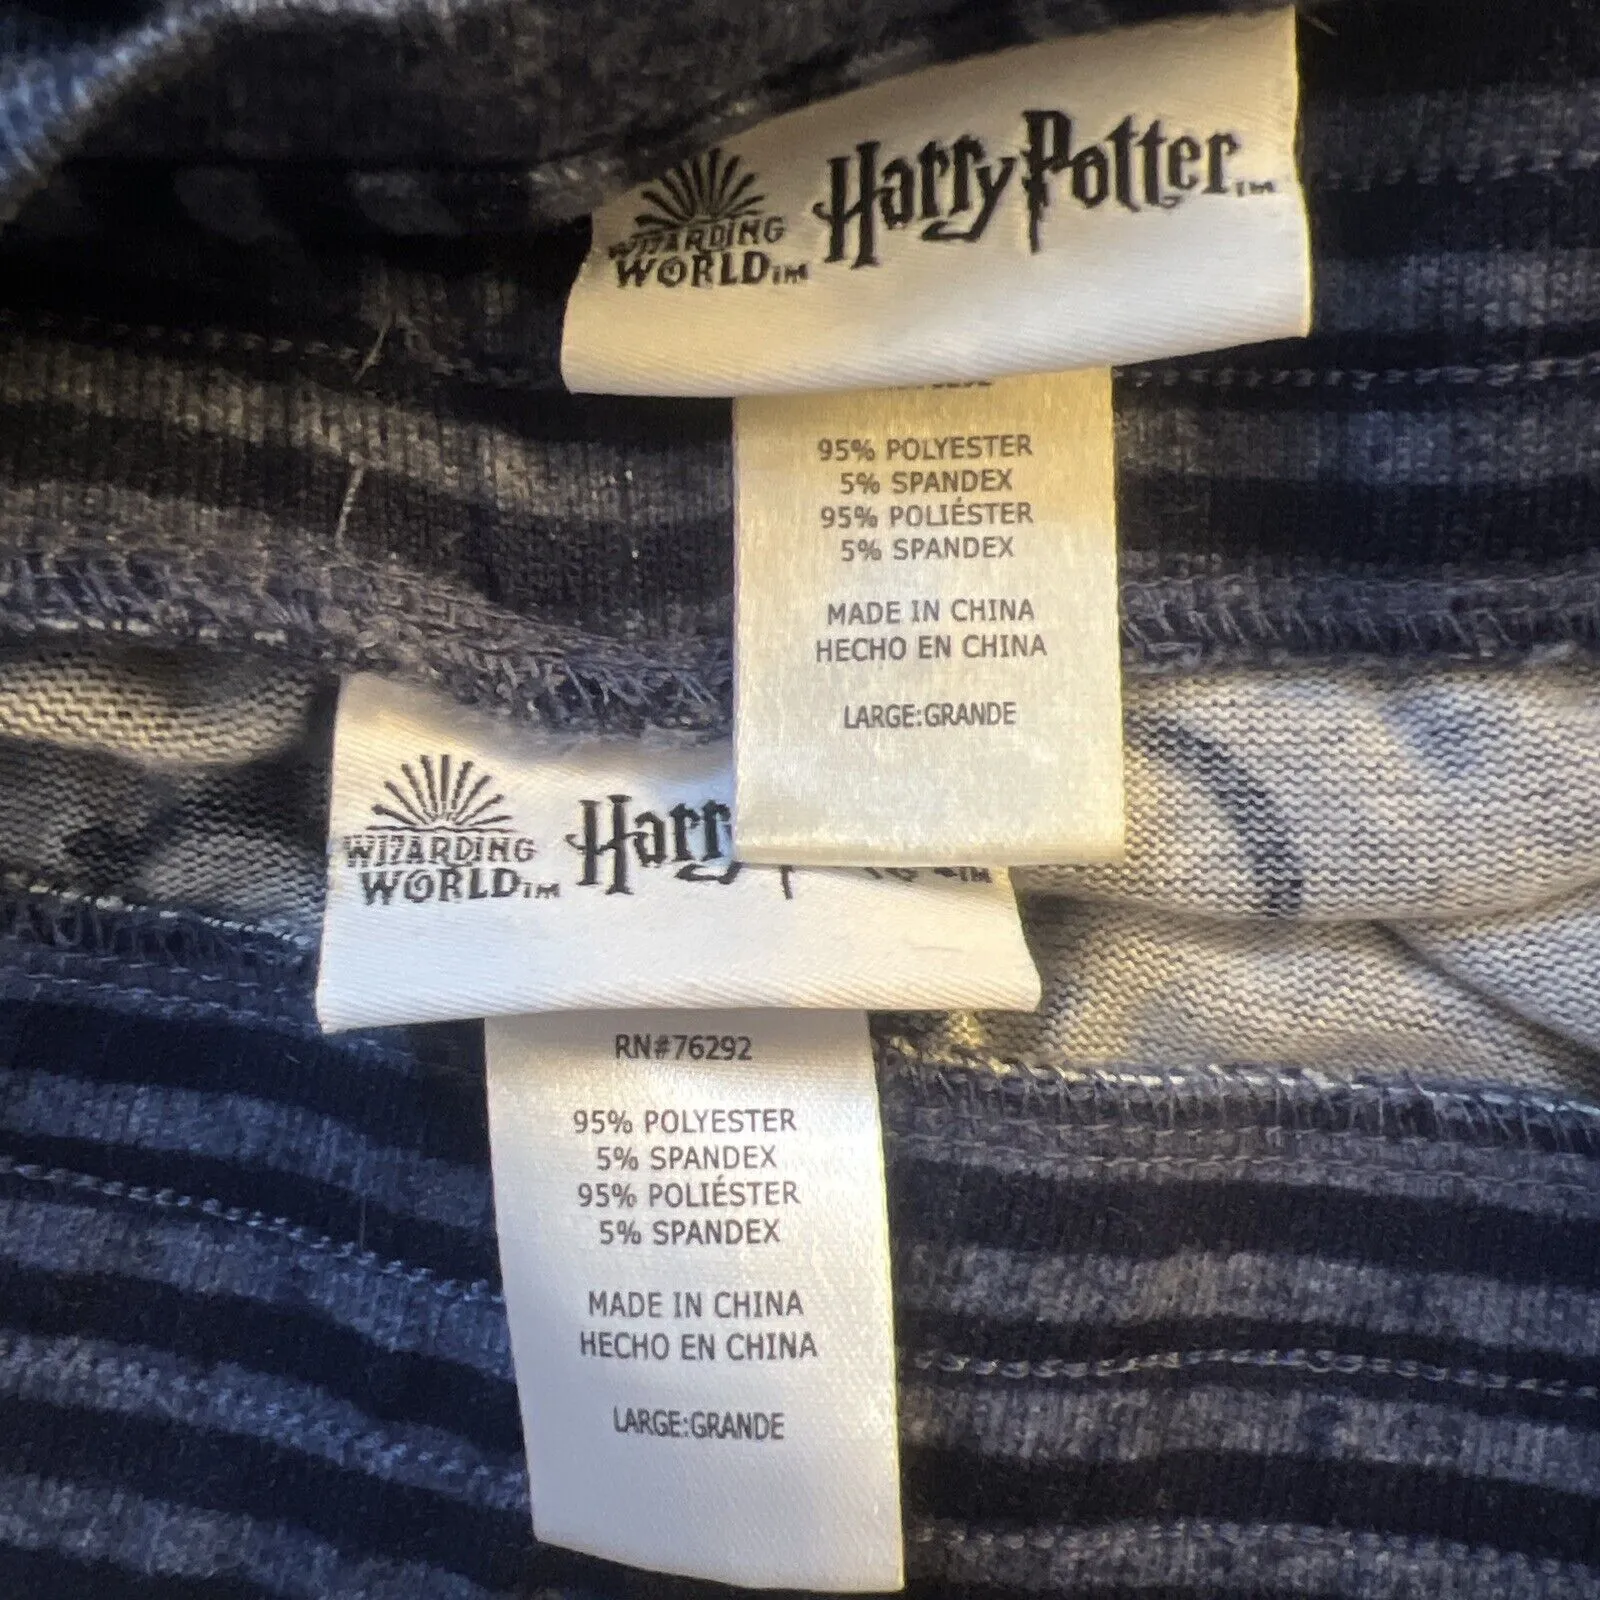 WIZARDING
WORLD™
Harry Potter™
95% POLYESTER
5% SPANDEX
95% POLIÉSTER
5% SPANDEX
MADE IN CHINA
HECHO EN CHINA
LARGE:GRANDE
WIZARDING
WORLD™
Harry
RN#76292
95% POLYESTER
5% SPANDEX
95% POLIÉSTER
5% SPANDEX
MADE IN CHINA
HECHO EN CHINA
LARGE:GRANDE